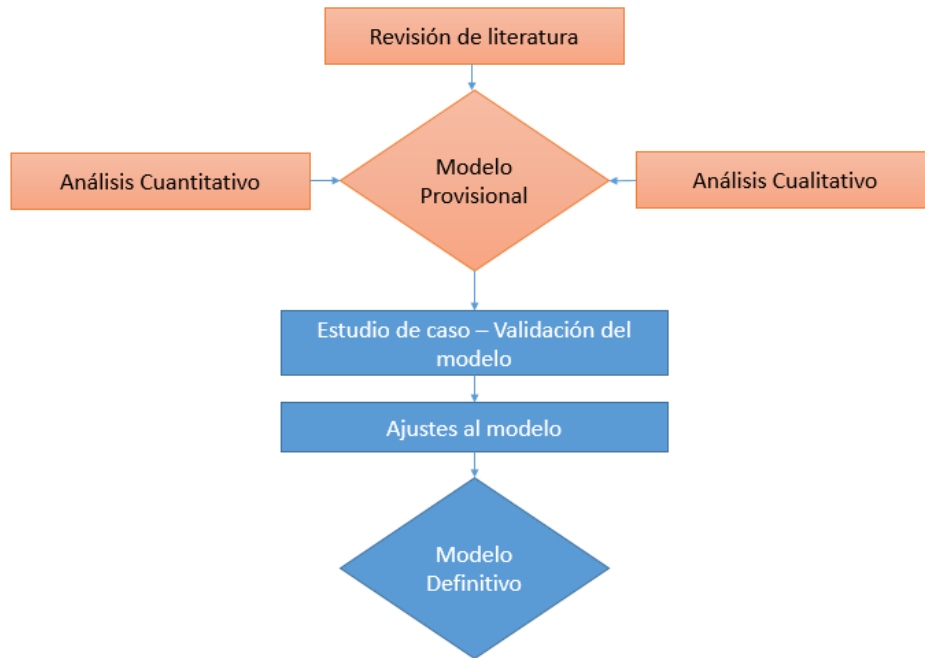 Revisión de literatura
Análisis Cuantitativo
Modelo
Provisional
Análisis Cualitativo
Estudio de caso – Validación del
modelo
Ajustes al modelo
Modelo
Definitivo